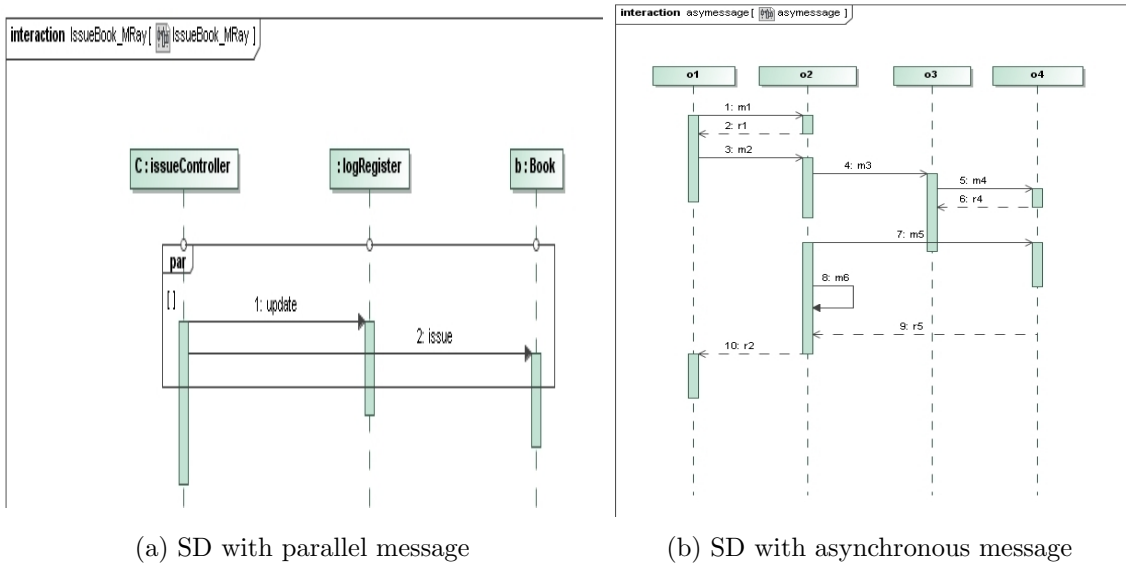 interaction IssueBook_MRay[ IssueBook_MRay ]
C : issueController
: logRegister
b : Book
par
[ ]
1: update
2: issue
(a) SD with parallel message
interaction asymessage[ asymessage ]
o1
o2
o3
o4
1: m1
2: r1
3: m2
4: m3
5: m4
6: r4
7: m5
8: m6
9: r5
10: r2
(b) SD with asynchronous message